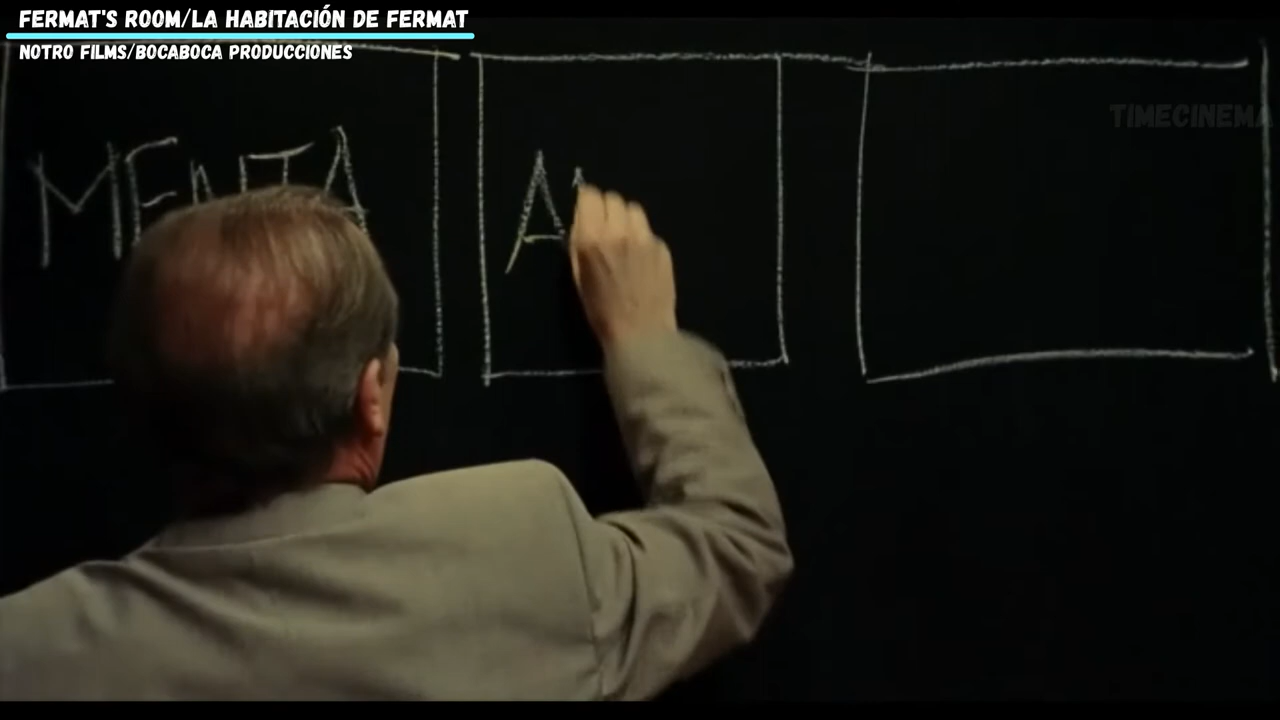 FERMAT'S ROOM/LA HABITACIÓN DE FERMAT
NOTRO FILMS/BOCABOCA PRODUCCIONES
TIMECINEMA
MENTA
A